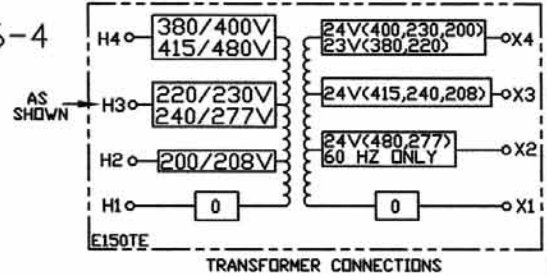 S-4
H4 380/400V 415/480V 24V(400,230,200) 23V(380,220) X4
AS SHOWN H3 220/230V 240/277V 24V(415,240,208) X3
H2 200/208V 24V(480,277) 60 HZ ONLY X2
H1 0 0 X1
E150TE
TRANSFORMER CONNECTIONS